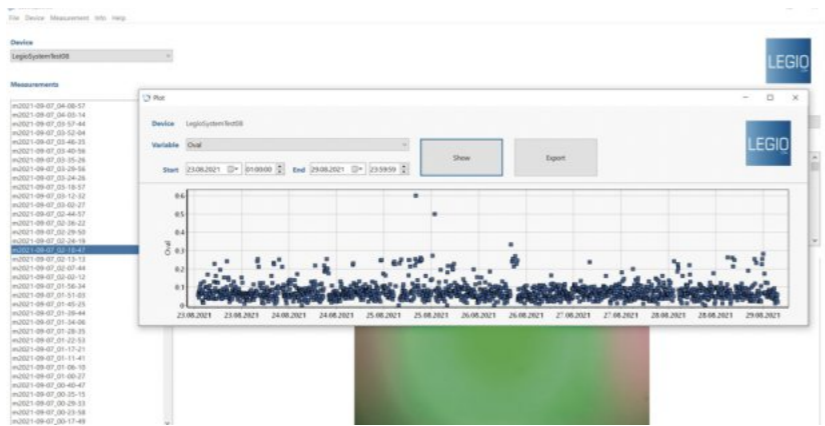 File Device Measurement Info Help
Device
LegioSystemTest08
LEGIO
Measurements
m2021-09-07_04-08-57
m2021-09-07_04-03-14
m2021-09-07_03-57-44
m2021-09-07_03-52-04
m2021-09-07_03-46-35
m2021-09-07_03-40-56
m2021-09-07_03-35-26
m2021-09-07_03-29-56
m2021-09-07_03-24-26
m2021-09-07_03-18-57
m2021-09-07_03-12-32
m2021-09-07_03-02-27
m2021-09-07_02-44-57
m2021-09-07_02-36-22
m2021-09-07_02-29-50
m2021-09-07_02-24-19
m2021-09-07_02-18-47
m2021-09-07_02-13-13
m2021-09-07_02-07-44
m2021-09-07_02-02-12
m2021-09-07_01-56-34
m2021-09-07_01-51-03
m2021-09-07_01-45-25
m2021-09-07_01-39-44
m2021-09-07_01-34-06
m2021-09-07_01-28-35
m2021-09-07_01-22-53
m2021-09-07_01-17-21
m2021-09-07_01-11-41
m2021-09-07_01-06-10
m2021-09-07_01-00-27
m2021-09-07_00-40-47
m2021-09-07_00-35-15
m2021-09-07_00-29-33
m2021-09-07_00-23-58
m2021-09-07_00-17-49
Plot
Device LegioSystemTest08
Variable Oval
Show Export
LEGIO
Start 23.08.2021 01:00:00 End 29.08.2021 23:59:59
Oval
0.6
0.5
0.4
0.3
0.2
0.1
0
23.08.2021 23.08.2021 24.08.2021 24.08.2021 25.08.2021 25.08.2021 26.08.2021 26.08.2021 27.08.2021 27.08.2021 28.08.2021 28.08.2021 29.08.2021